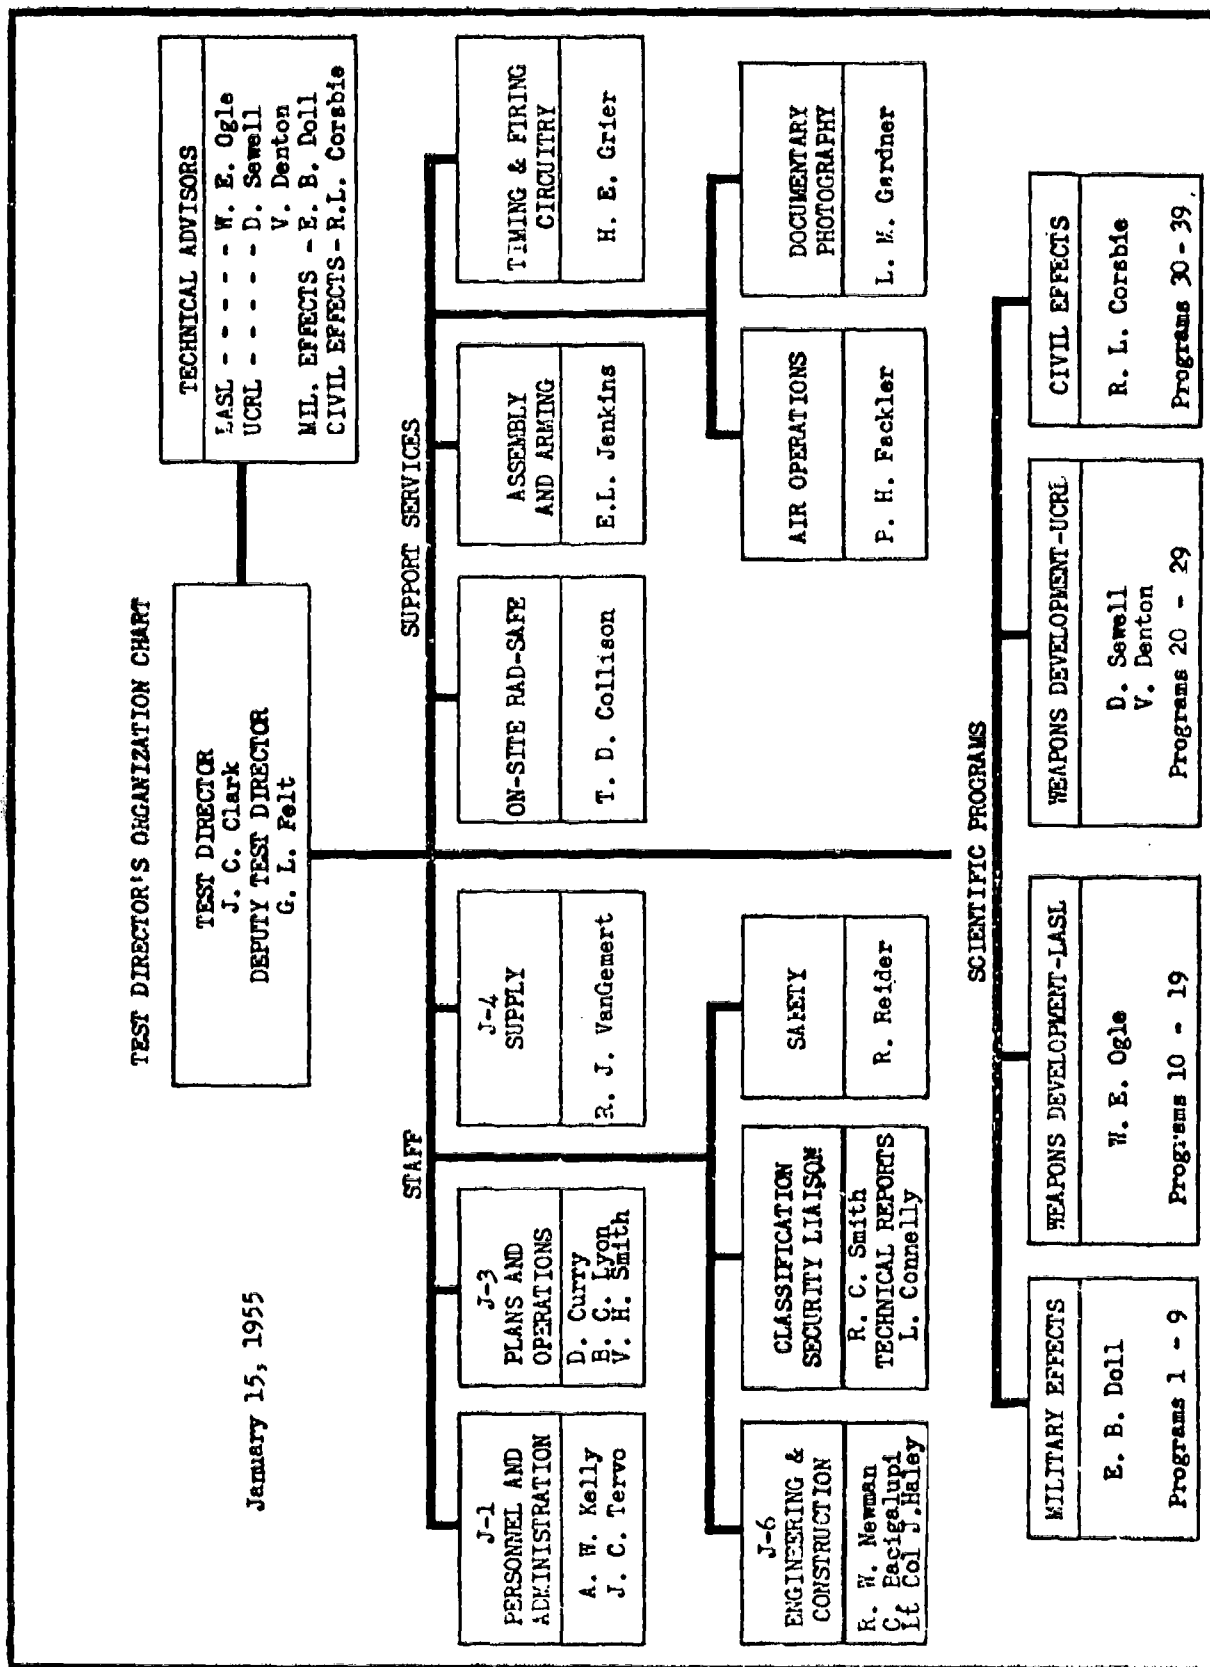 TEST DIRECTOR'S ORGANIZATION CHART
January 15, 1955
TEST DIRECTOR
J. C. Clark
DEPUTY TEST DIRECTOR
G. L. Felt
TECHNICAL ADVISORS
LASL - - - - - W. E. Ogle
UCRL - - - - - D. Sewell
V. Denton
MIL. EFFECTS - E. B. Doll
CIVIL EFFECTS - R.L. Corsbie
STAFF
J-1
PERSONNEL AND
ADMINISTRATION
A. W. Kelly
J. C. Tervo
J-3
PLANS AND
OPERATIONS
D. Curry
B. C. Lyon
V. H. Smith
J-4
SUPPLY
R. J. VanGemert
J-6
ENGINEERING &
CONSTRUCTION
R. W. Newman
C. Bacigalupi
Lt Col J. Haley
CLASSIFICATION
SECURITY LIAISON
R. C. Smith
TECHNICAL REPORTS
L. Connelly
SAFETY
R. Reider
SUPPORT SERVICES
ON-SITE RAD-SAFE
T. D. Collison
ASSEMBLY
AND ARMING
E.L. Jenkins
TIMING & FIRING
CIRCUITRY
H. E. Grier
AIR OPERATIONS
P. H. Fackler
DOCUMENTARY
PHOTOGRAPHY
L. M. Gardner
SCIENTIFIC PROGRAMS
MILITARY EFFECTS
E. B. Doll
Programs 1 - 9
WEAPONS DEVELOPMENT-LASL
W. E. Ogle
Programs 10 - 19
WEAPONS DEVELOPMENT-UCRL
D. Sewell
V. Denton
Programs 20 - 29
CIVIL EFFECTS
R. L. Corsbie
Programs 30 - 39